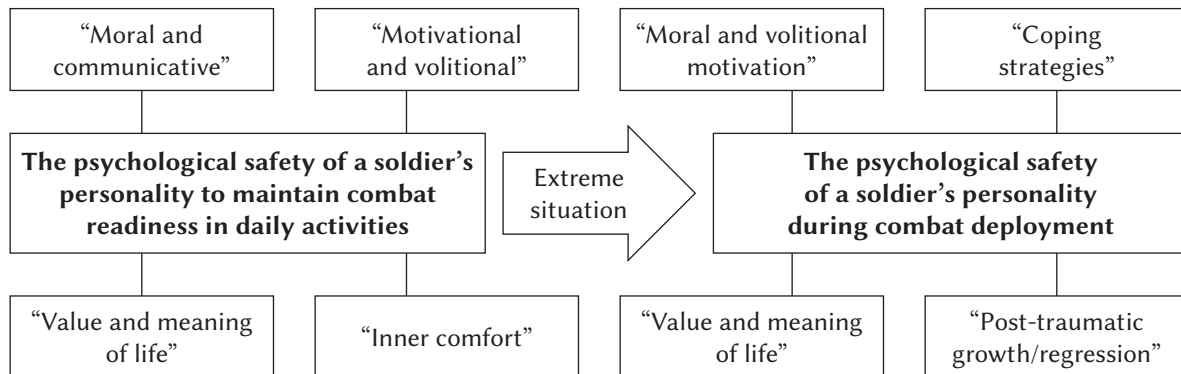 “Moral and
communicative”
“Motivational
and volitional”
“Moral and volitional
motivation”
“Coping
strategies”
The psychological safety of a soldier’s
personality to maintain combat
readiness in daily activities
Extreme
situation
The psychological safety
of a soldier’s personality
during combat deployment
“Value and meaning
of life”
“Inner comfort”
“Value and meaning
of life”
“Post-traumatic
growth/regression”